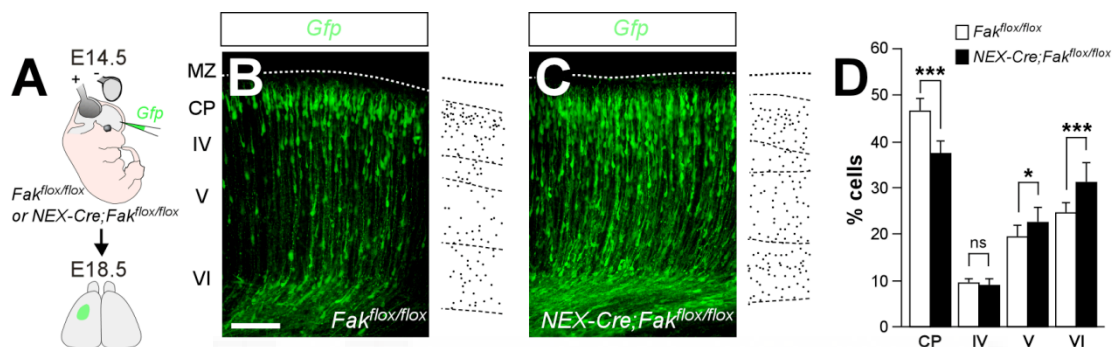 A
E14.5
+ -
Gfp
Fak^flox/flox
or NEX-Cre;Fak^flox/flox
E18.5
Gfp
B
MZ
CP
IV
V
VI
Fak^flox/flox
Gfp
C
NEX-Cre;Fak^flox/flox
D
Fak^flox/flox
NEX-Cre;Fak^flox/flox
% cells
60
50
40
30
20
10
0
***
ns
*
***
CP IV V VI